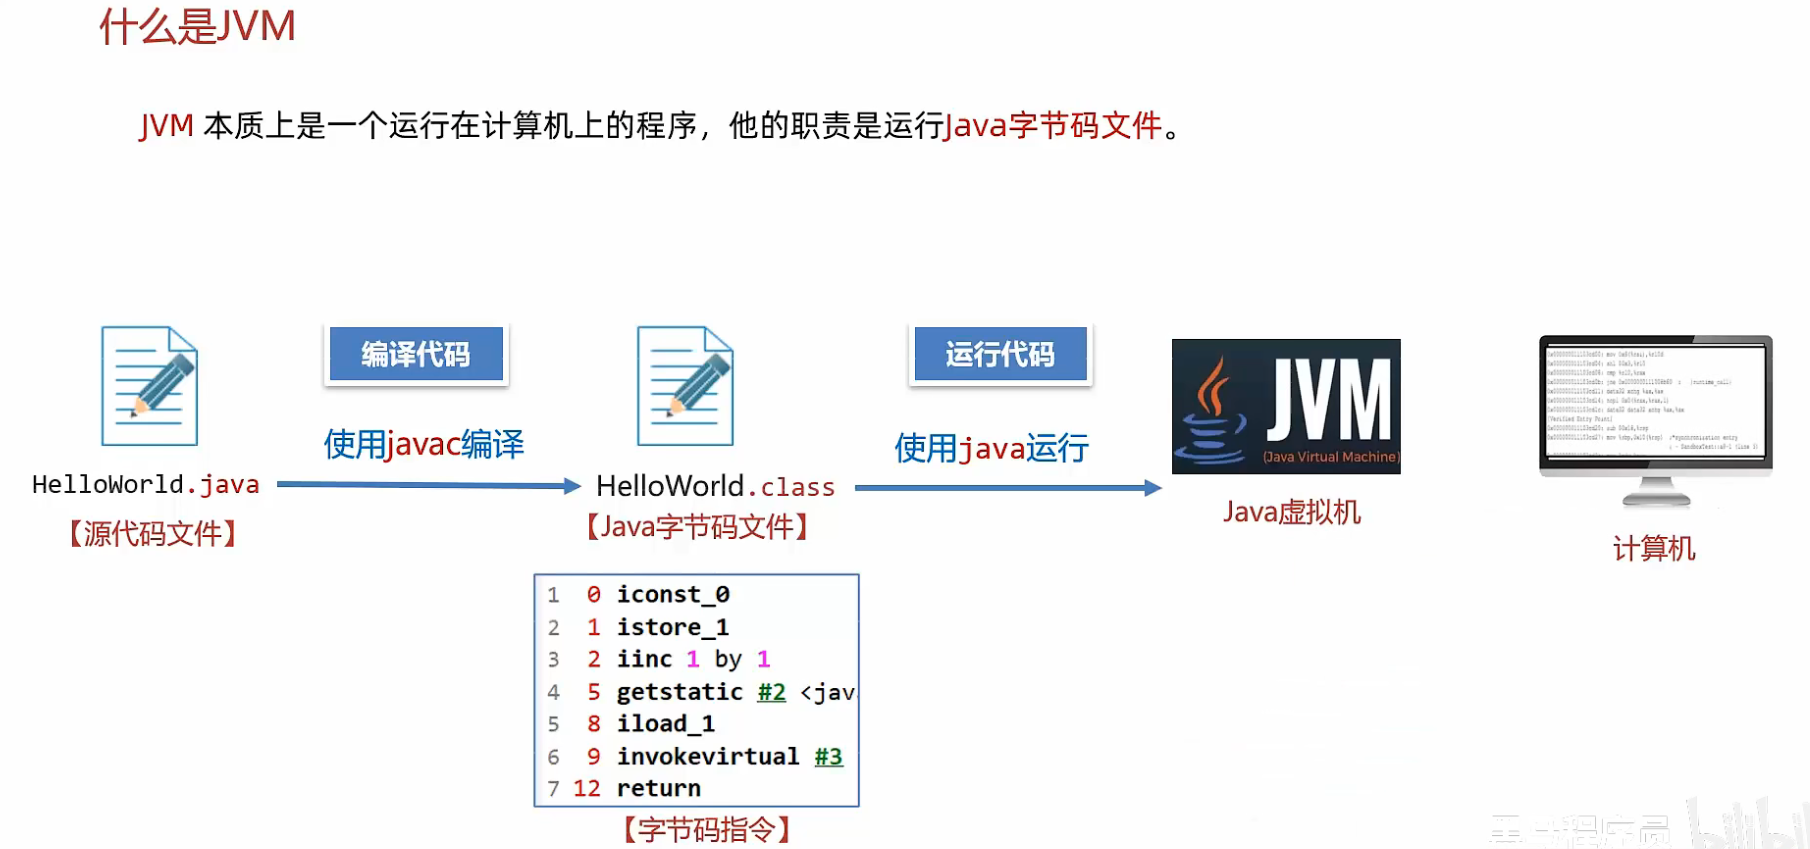 什么是JVM
JVM 本质上是一个运行在计算机上的程序，他的职责是运行Java字节码文件。
编译代码
运行代码
使用javac编译
使用java运行
JVM
(Java Virtual Machine)
HelloWorld.java
HelloWorld.class
【源代码文件】
【Java字节码文件】
Java虚拟机
计算机
1 0 iconst_0
2 1 istore_1
3 2 iinc 1 by 1
4 5 getstatic #2 <jav
5 8 iload_1
6 9 invokevirtual #3
7 12 return
【字节码指令】
程序员
bilibili